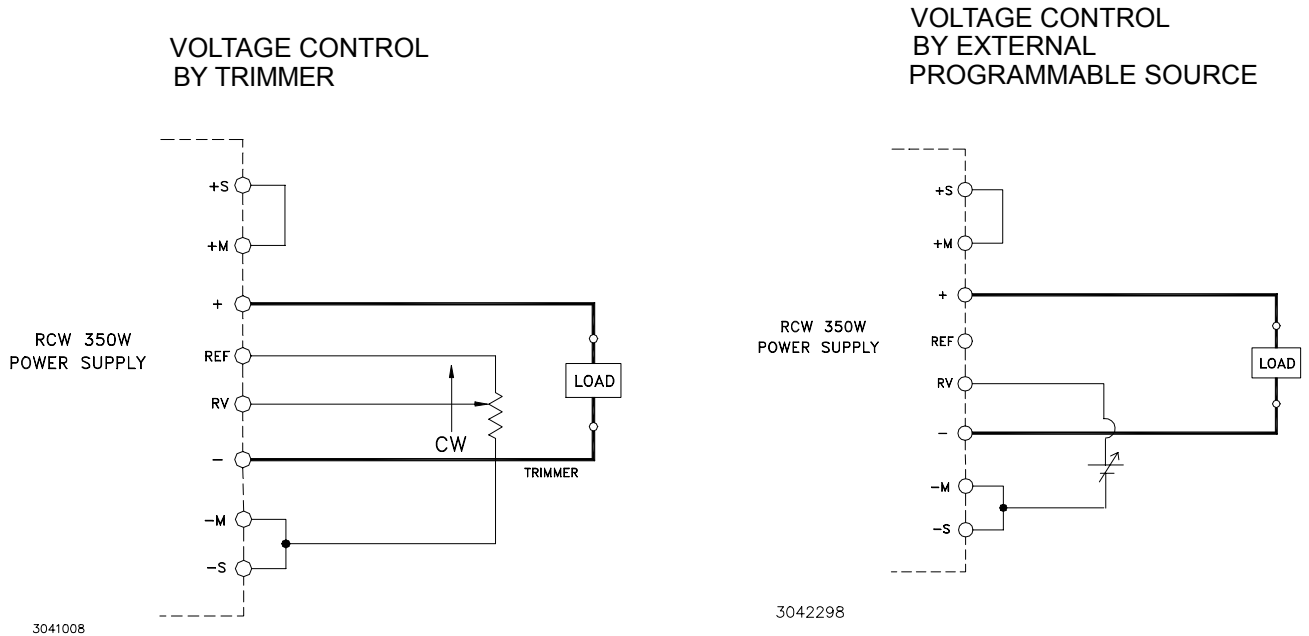 VOLTAGE CONTROL
BY TRIMMER
+S
+M
+
RCW 350W
POWER SUPPLY
REF
RV
CW
LOAD
-
TRIMMER
-M
-S
3041008
VOLTAGE CONTROL
BY EXTERNAL
PROGRAMMABLE SOURCE
+S
+M
+
RCW 350W
POWER SUPPLY
REF
RV
LOAD
-
-M
-S
3042298